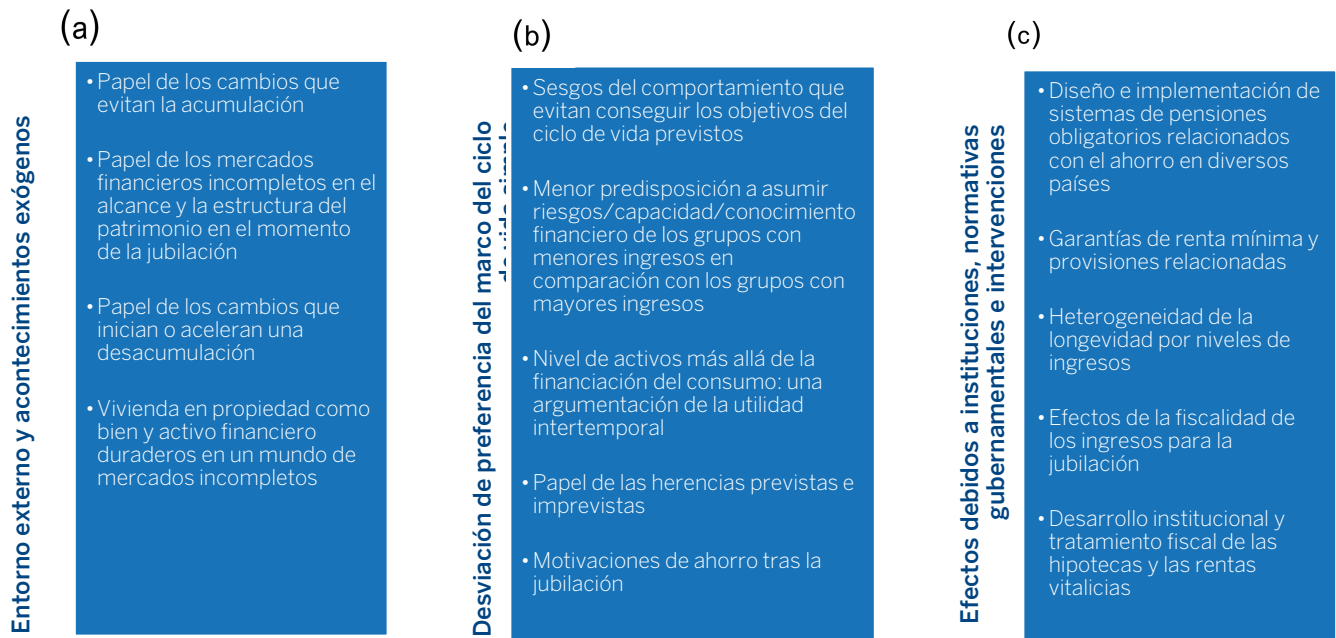 (a)
Entorno externo y acontecimientos exógenos
• Papel de los cambios que
evitan la acumulación
• Papel de los mercados
financieros incompletos en el
alcance y la estructura del
patrimonio en el momento
de la jubilación
• Papel de los cambios que
inician o aceleran una
desacumulación
• Vivienda en propiedad como
bien y activo financiero
duraderos en un mundo de
mercados incompletos
(b)
Desviación de preferencia del marco del ciclo
• Sesgos del comportamiento que
evitan conseguir los objetivos del
ciclo de vida previstos
• Menor predisposición a asumir
riesgos/capacidad/conocimiento
financiero de los grupos con
menores ingresos en
comparación con los grupos con
mayores ingresos
• Nivel de activos más allá de la
financiación del consumo: una
argumentación de la utilidad
intertemporal
• Papel de las herencias previstas e
imprevistas
• Motivaciones de ahorro tras la
jubilación
(c)
Efectos debidos a instituciones, normativas
gubernamentales e intervenciones
• Diseño e implementación de
sistemas de pensiones
obligatorios relacionados
con el ahorro en diversos
países
• Garantías de renta mínima y
provisiones relacionadas
• Heterogeneidad de la
longevidad por niveles de
ingresos
• Efectos de la fiscalidad de
los ingresos para la
jubilación
• Desarrollo institucional y
tratamiento fiscal de las
hipotecas y las rentas
vitalicias